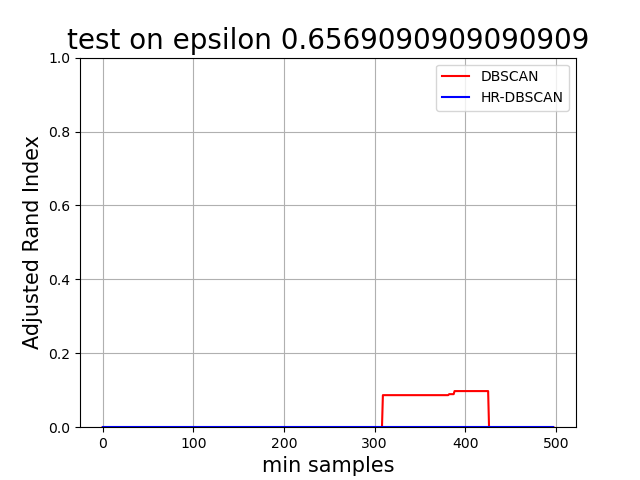 test on epsilon 0.6569090909090909
DBSCAN
HR-DBSCAN
Adjusted Rand Index
1.0
0.8
0.6
0.4
0.2
0.0
0 100 200 300 400 500
min samples